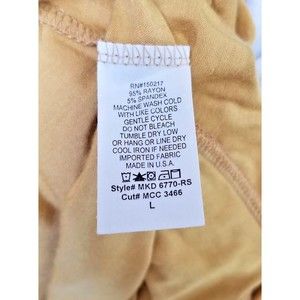 RN#150217
95% RAYON
5% SPANDEX
MACHINE WASH COLD
WITH LIKE COLORS
GENTLE CYCLE
DO NOT BLEACH
TUMBLE DRY LOW
OR HANG OR LINE DRY
COOL IRON IF NEEDED
IMPORTED FABRIC
MADE IN U.S.A.
Style# MKD 6770-RS
Cut# MCC 3466
L